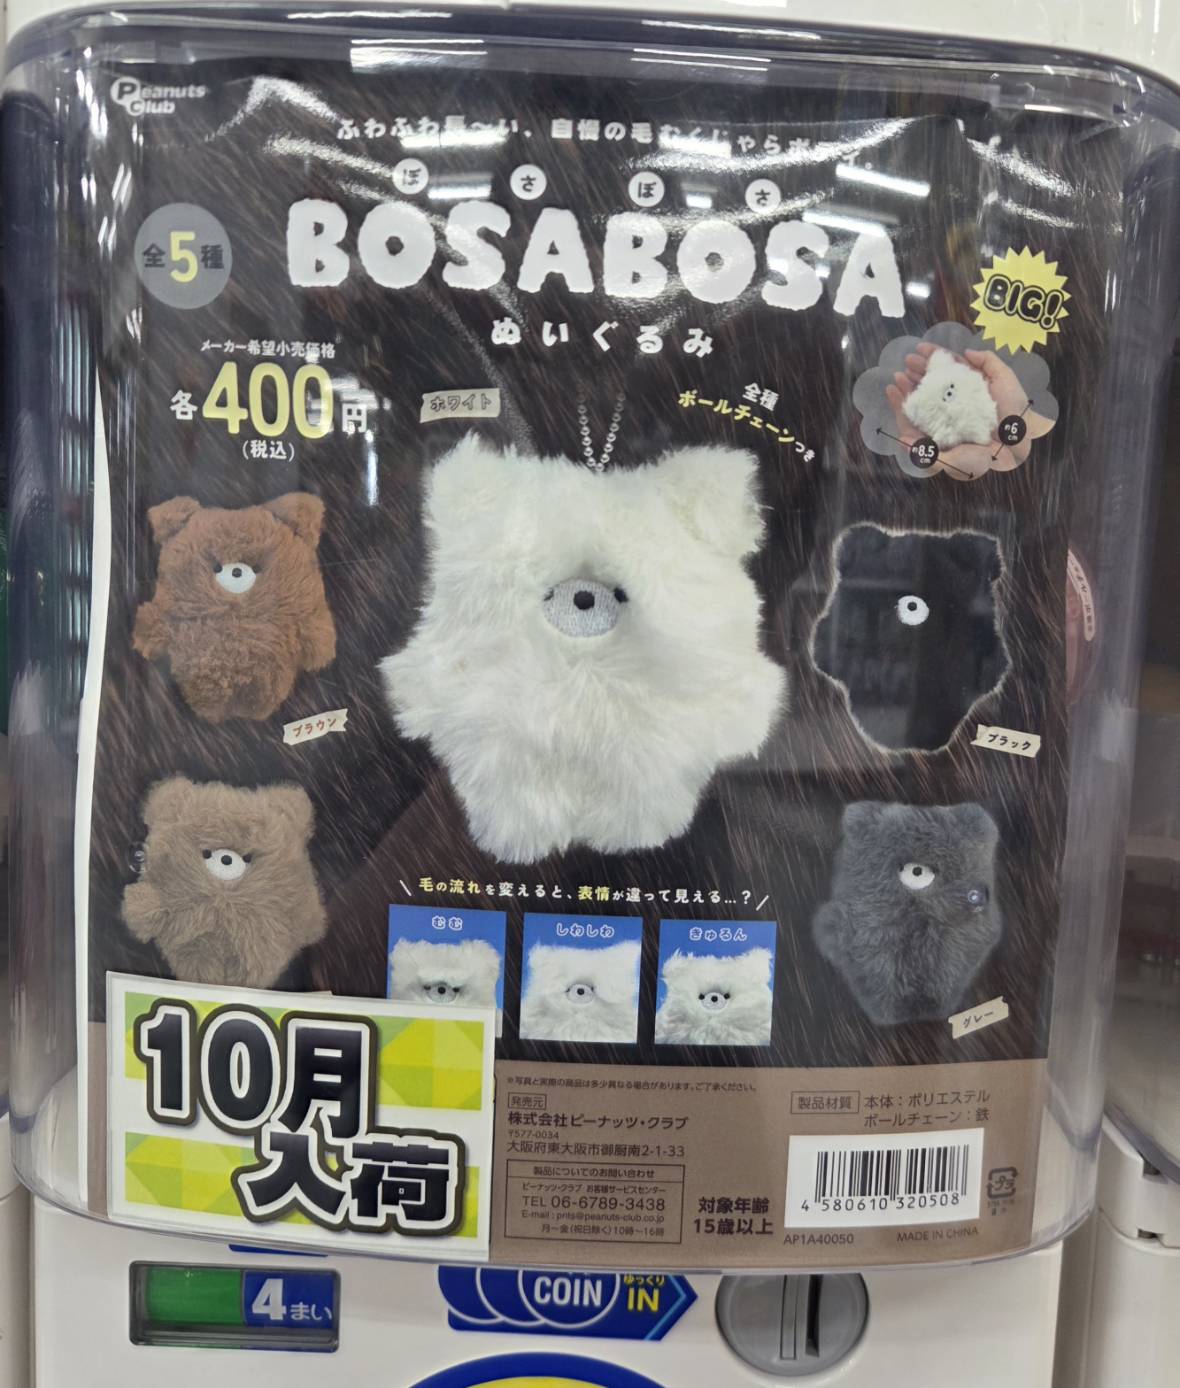 Peanuts Club
ふわふわ長〜い、自慢の毛むくじゃらボディ。
ぼさぼさ
BOSABOSA
ぬいぐるみ
全5種
BIG!
メーカー希望小売価格
各400円
(税込)
ホワイト
全種
ボールチェーンつき
約8.5cm
約6cm
ブラウン
ブラック
グレー
\ 毛の流れを変えると、表情が違って見える…? /
むむ
しわしわ
きゅるん
10月
入荷
※写真と実際の商品は多少異なる場合があります。ご了承ください。
発売元
株式会社ピーナッツ・クラブ
〒577-0034
大阪府東大阪市御厨南2-1-33
製品についてのお問い合わせ
ピーナッツ・クラブ お客様サービスセンター
TEL 06-6789-3438
E-mail : pnts@peanuts-club.co.jp
月〜金(祝日除く)10時〜16時
対象年齢
15歳以上
製品材質 本体:ポリエステル
ボールチェーン:鉄
4 580610 320508
AP1A40050
MADE IN CHINA
プラ
4まい
COIN
ゆっくり
IN